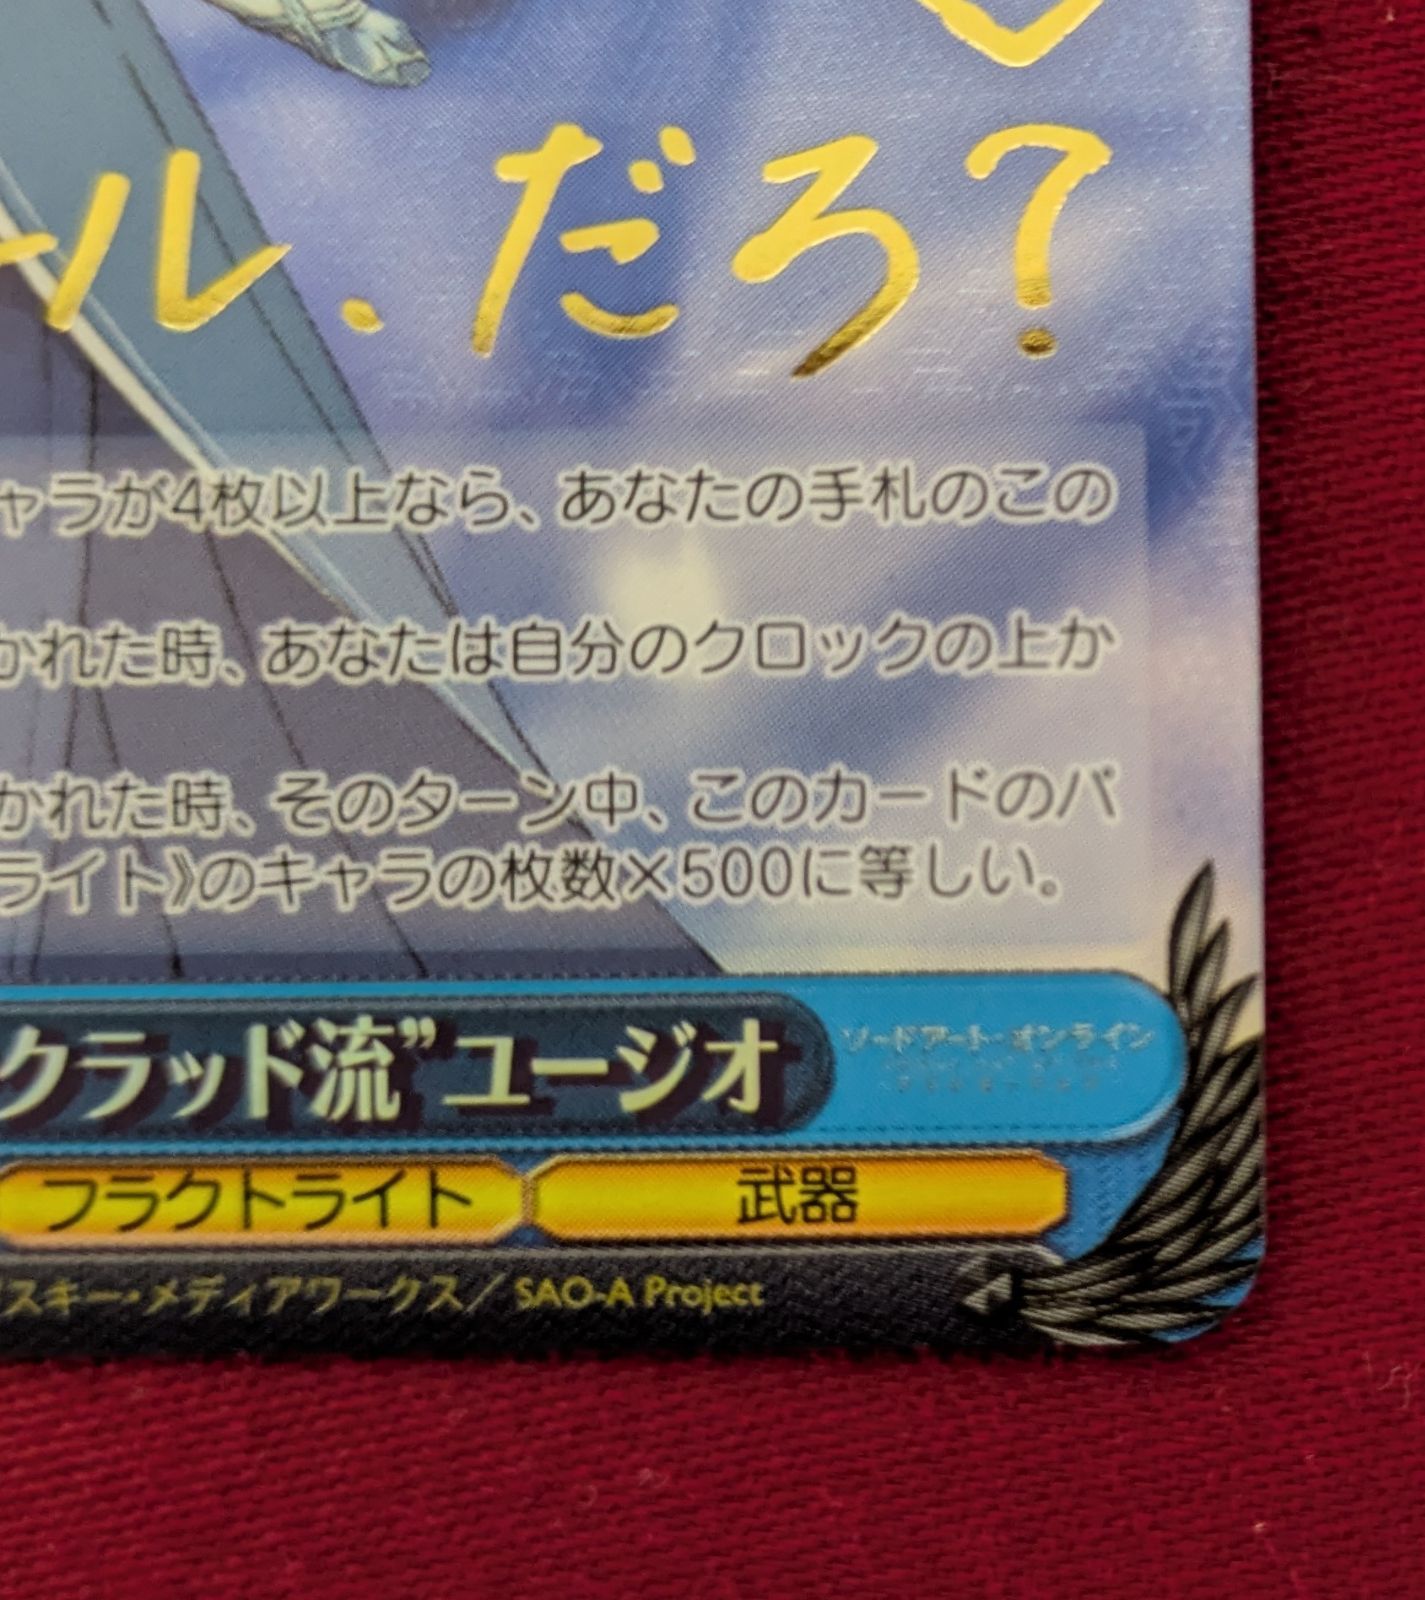 ール、だろ?
ャラが4枚以上なら、あなたの手札のこの
かれた時、あなたは自分のクロックの上か
かれた時、そのターン中、このカードのパ
ライト》のキャラの枚数×500に等しい。
クラッド流”ユージオ
ソードアート・オンライン
フラクトライト
武器
スキー・メディアワークス／SAO-A Project